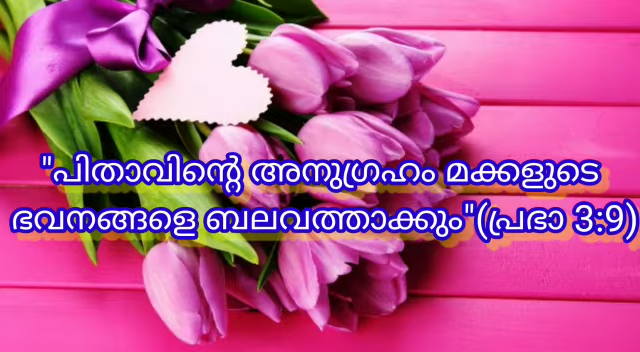 "പിതാവിന്റെ അനുഗ്രഹം മക്കളുടെ
ഭവനങ്ങളെ ബലവത്താക്കും"(പ്രഭാ 3:9)